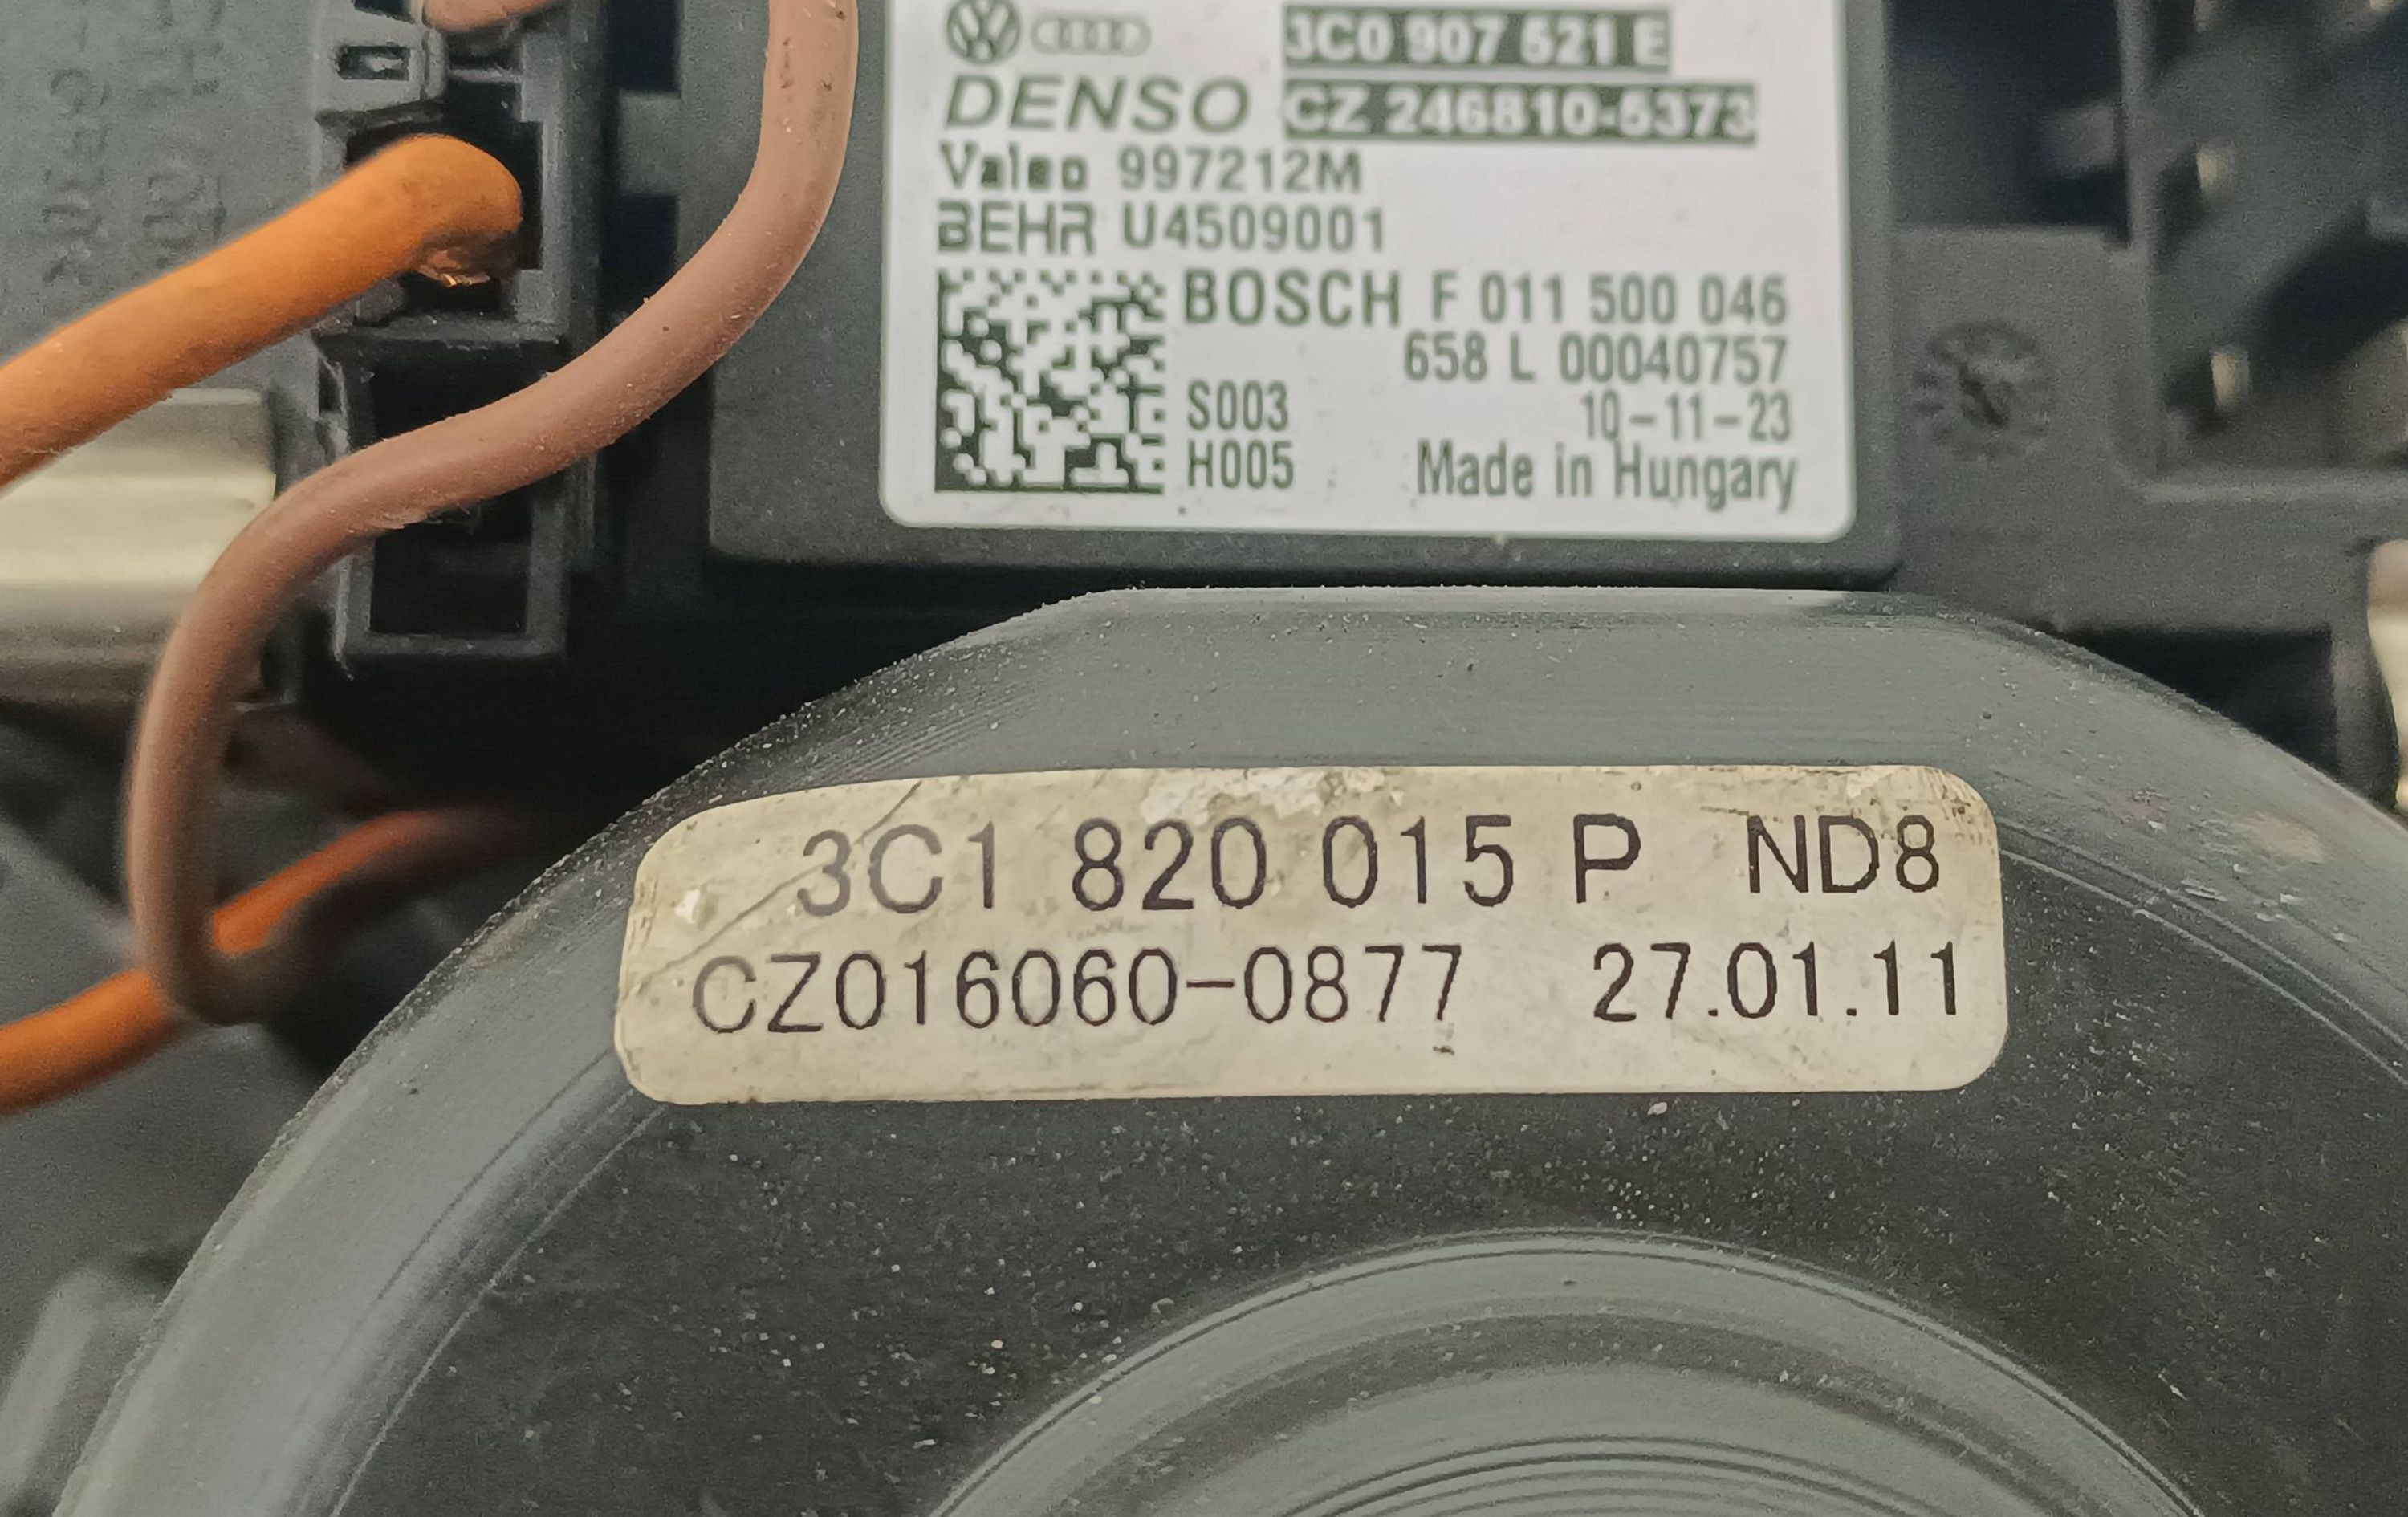 3C0 907 521 E
DENSO CZ 246810-5373
Valeo 997212M
BEHR U4509001
BOSCH F 011 500 046
658 L 00040757
S003 10-11-23
H005 Made in Hungary
3C1 820 015 P ND8
CZ016060-0877 27.01.11